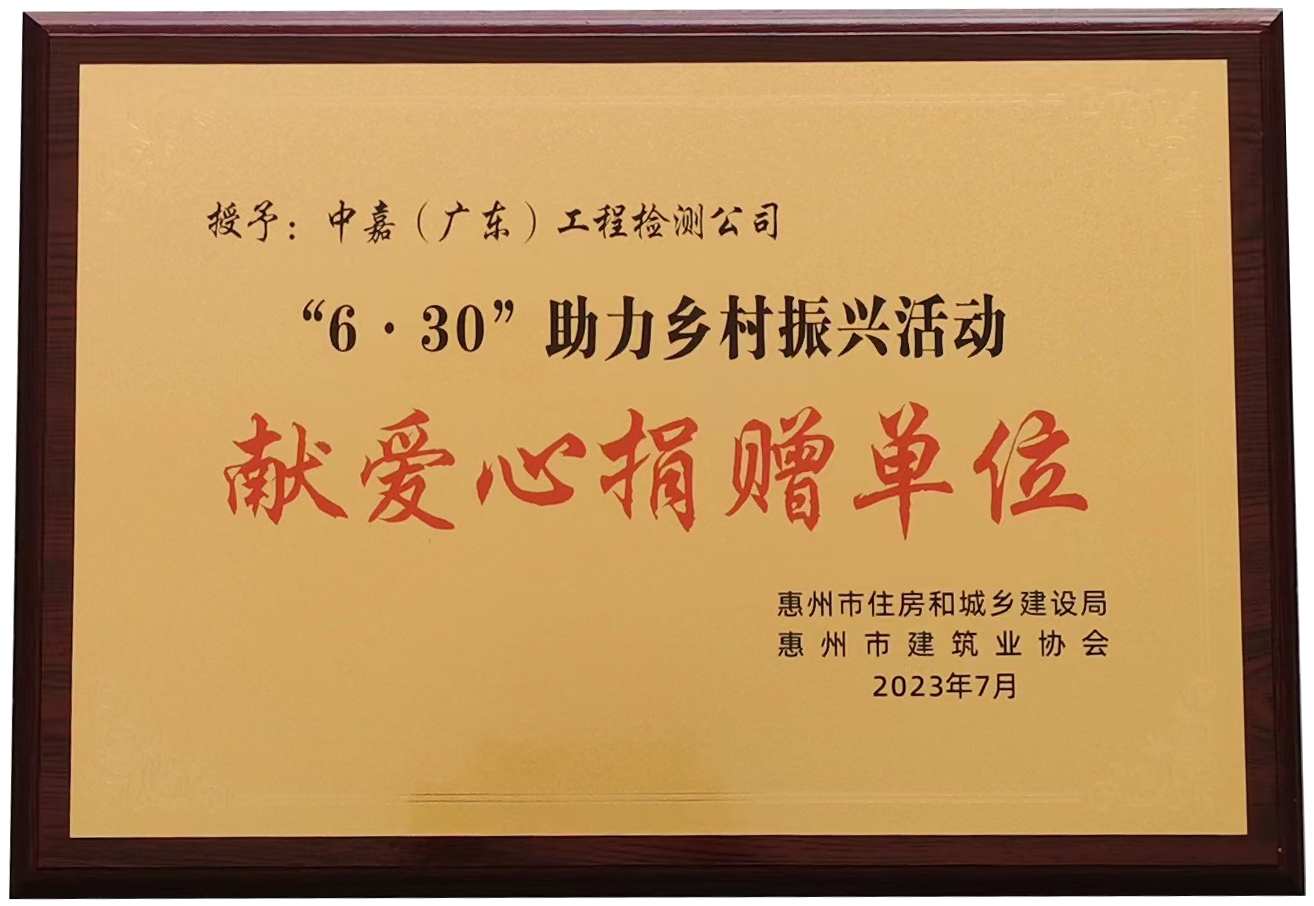 授予：中嘉（广东）工程检测公司
“6·30”助力乡村振兴活动
献爱心捐赠单位
惠州市住房和城乡建设局
惠州市建筑业协会
2023年7月